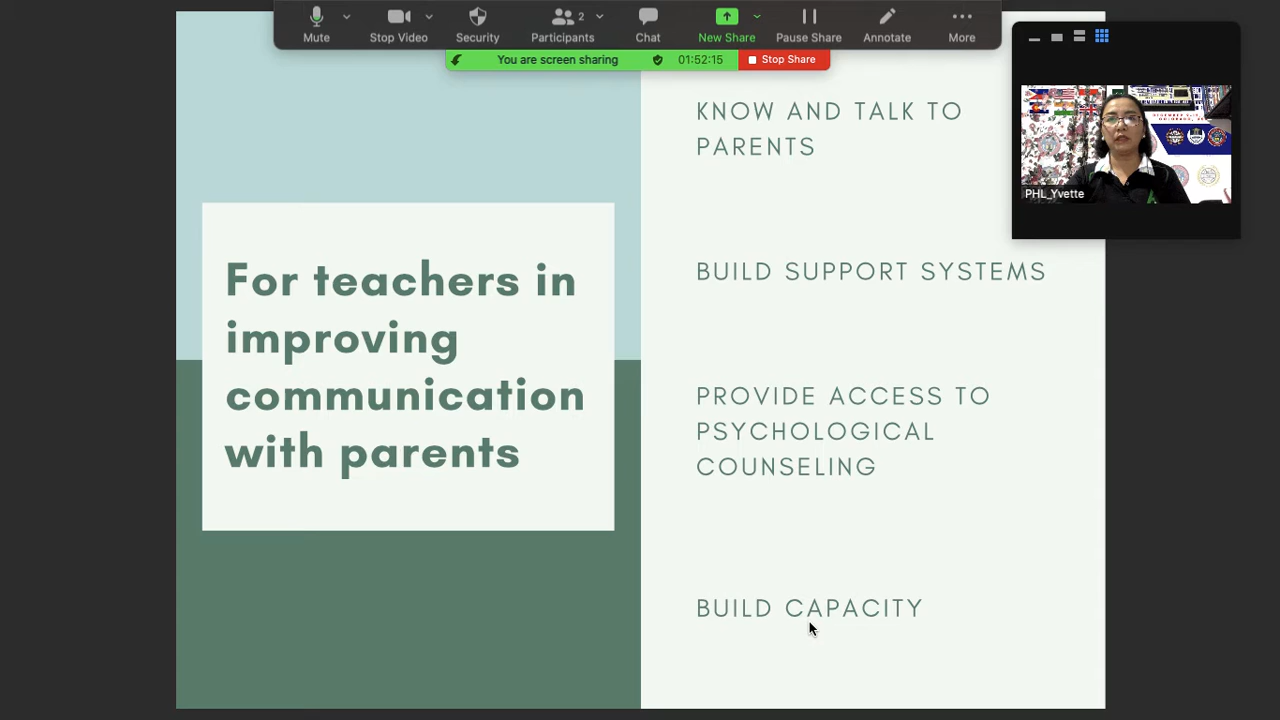 Mute
Stop Video
Security
Participants
2
Chat
New Share
Pause Share
Annotate
More
You are screen sharing
01:52:15
Stop Share
KNOW AND TALK TO
PARENTS
BUILD SUPPORT SYSTEMS
PROVIDE ACCESS TO
PSYCHOLOGICAL
COUNSELING
BUILD CAPACITY
For teachers in
improving
communication
with parents
PHL_Yvette